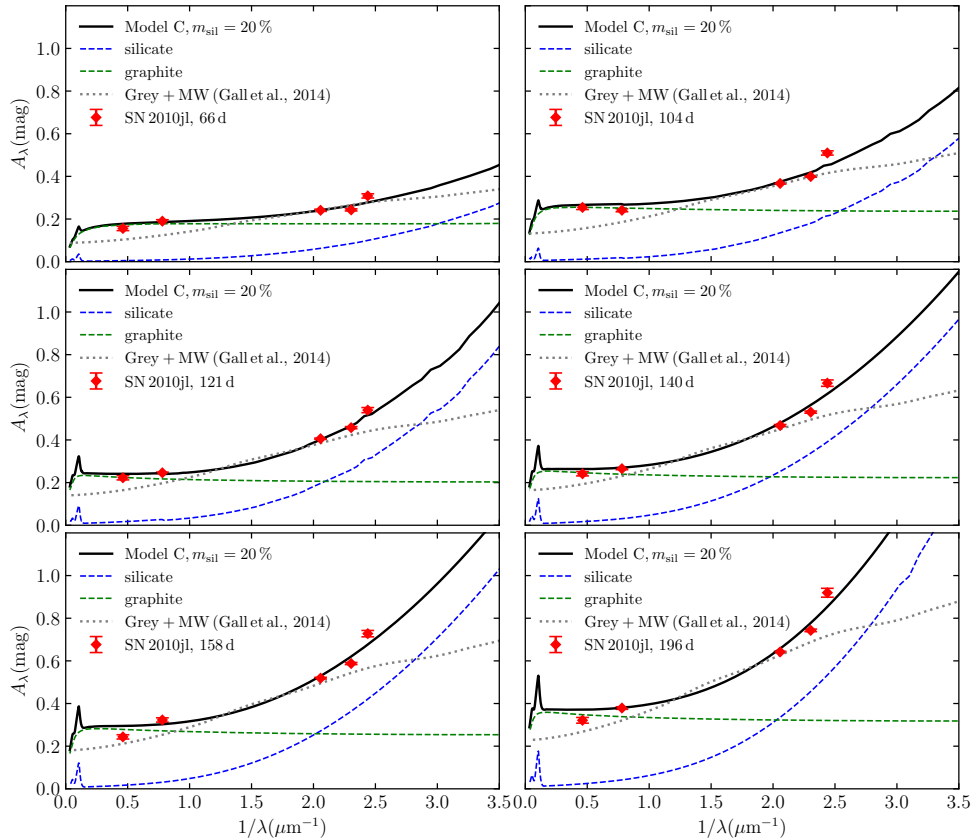 1.0
0.8
0.6
0.4
0.2
0.0
A_λ(mag)
Model C, m_sil = 20 %
silicate
graphite
Grey + MW (Gall et al., 2014)
SN 2010jl, 66 d
Model C, m_sil = 20 %
silicate
graphite
Grey + MW (Gall et al., 2014)
SN 2010jl, 104 d
1.0
0.8
0.6
0.4
0.2
0.0
A_λ(mag)
Model C, m_sil = 20 %
silicate
graphite
Grey + MW (Gall et al., 2014)
SN 2010jl, 121 d
Model C, m_sil = 20 %
silicate
graphite
Grey + MW (Gall et al., 2014)
SN 2010jl, 140 d
1.0
0.8
0.6
0.4
0.2
0.0
A_λ(mag)
Model C, m_sil = 20 %
silicate
graphite
Grey + MW (Gall et al., 2014)
SN 2010jl, 158 d
Model C, m_sil = 20 %
silicate
graphite
Grey + MW (Gall et al., 2014)
SN 2010jl, 196 d
0.0 0.5 1.0 1.5 2.0 2.5 3.0 3.5
1/λ(μm⁻¹)
0.0 0.5 1.0 1.5 2.0 2.5 3.0 3.5
1/λ(μm⁻¹)